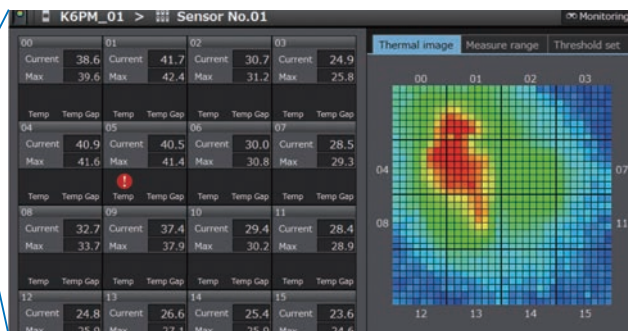 K6PM_01 > Sensor No.01
Monitoring
00 01 02 03
Current 38.6 Current 41.7 Current 30.7 Current 24.9
Max 39.6 Max 42.4 Max 31.2 Max 25.8
Temp Temp Gap Temp Temp Gap Temp Temp Gap Temp Temp Gap
04 05 06 07
Current 40.9 Current 40.5 Current 30.0 Current 28.5
Max 41.6 Max 41.4 Max 30.8 Max 29.3
Temp Temp Gap Temp Temp Gap Temp Temp Gap Temp Temp Gap
08 09 10 11
Current 32.7 Current 37.4 Current 29.4 Current 28.4
Max 33.7 Max 37.9 Max 30.2 Max 28.9
Temp Temp Gap Temp Temp Gap Temp Temp Gap Temp Temp Gap
12 13 14 15
Current 24.8 Current 26.6 Current 25.4 Current 23.6
Max Max Max Max
Thermal image Measure range Threshold set
00 01 02 03
04 07
08 11
12 13 14 15